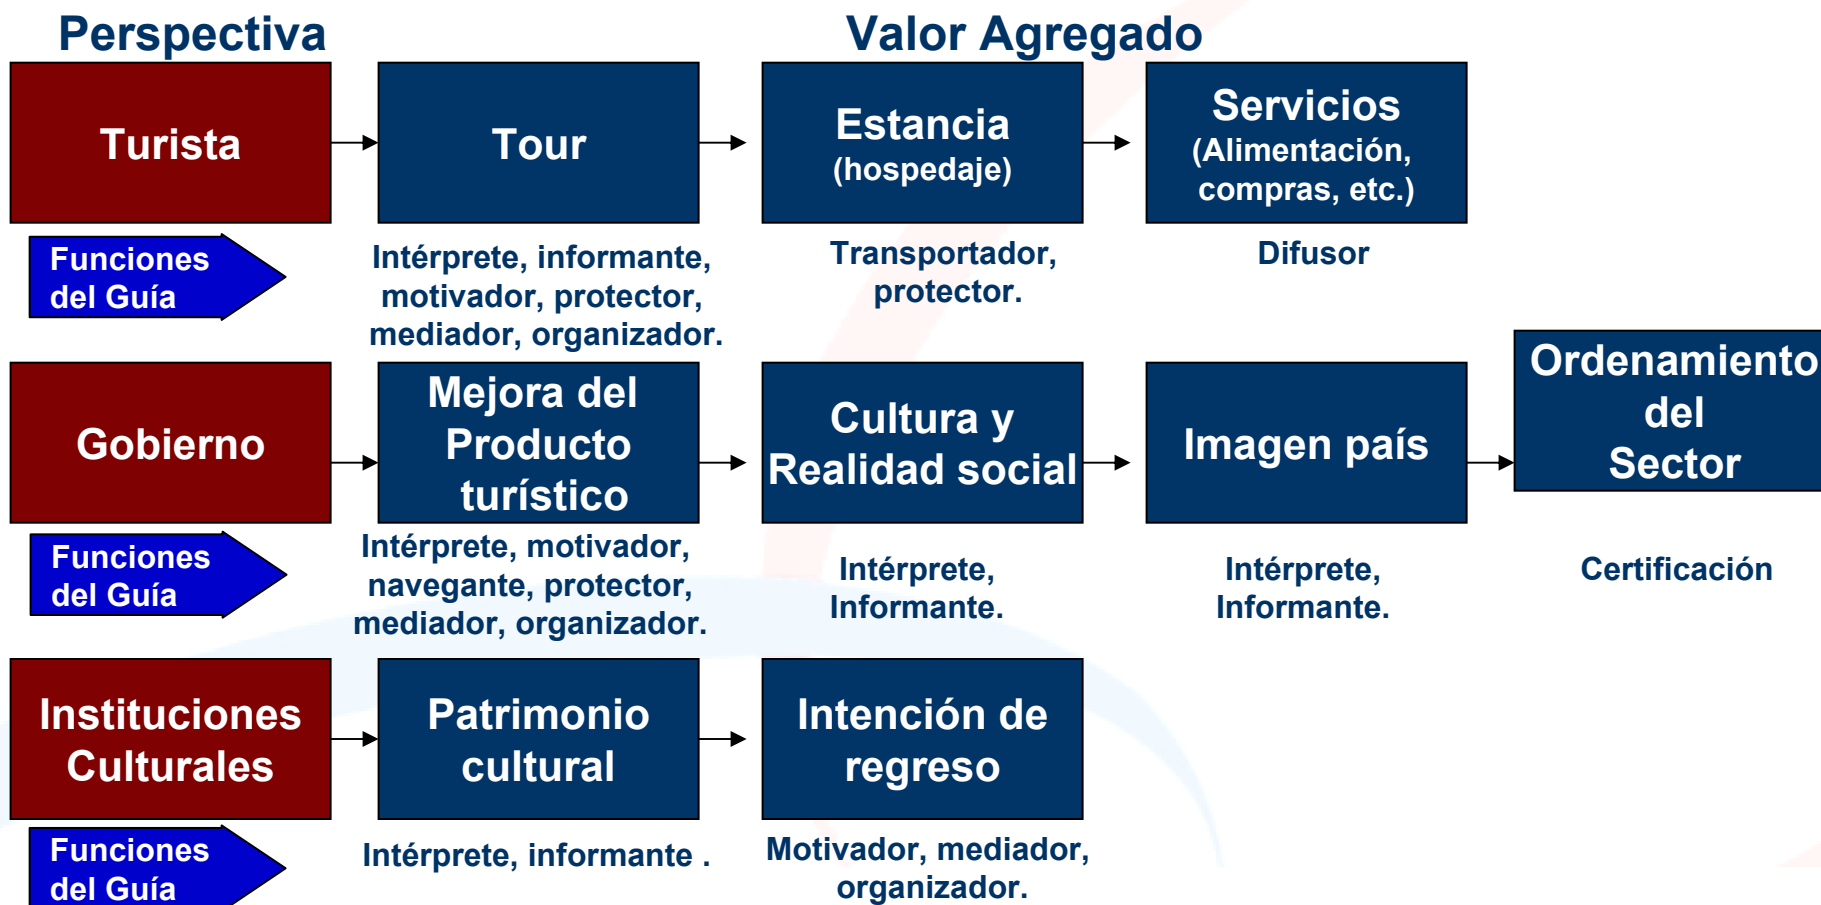 Perspectiva
Valor Agregado
Turista
Tour
Estancia
(hospedaje)
Servicios
(Alimentación,
compras, etc.)
Funciones
del Guía
Intérprete, informante,
motivador, protector,
mediador, organizador.
Transportador,
protector.
Difusor
Gobierno
Mejora del
Producto
turístico
Cultura y
Realidad social
Imagen país
Ordenamiento
del
Sector
Funciones
del Guía
Intérprete, motivador,
navegante, protector,
mediador, organizador.
Intérprete,
Informante.
Intérprete,
Informante.
Certificación
Instituciones
Culturales
Patrimonio
cultural
Intención de
regreso
Funciones
del Guía
Intérprete, informante .
Motivador, mediador,
organizador.